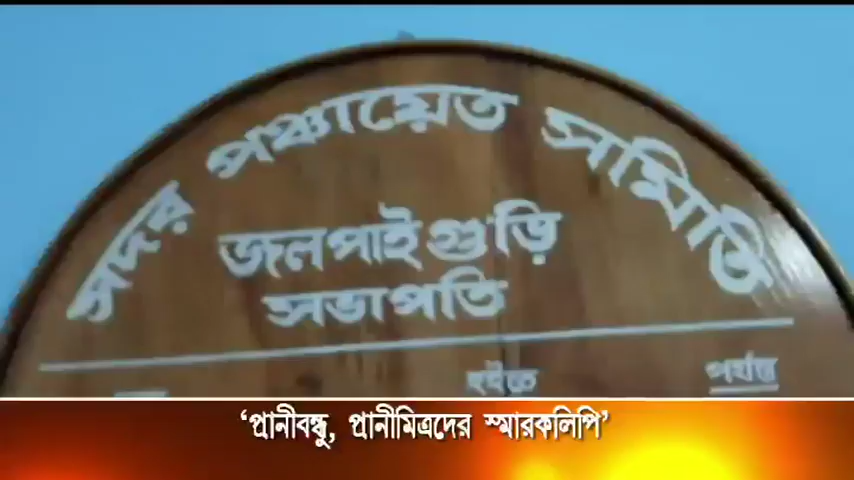 সদর পঞ্চায়েত সমিতি
জলপাইগুড়ি
সভাপতি
হইতে পর্যন্ত
‘প্রানীবন্ধু, প্রানীমিত্রদের স্মারকলিপি’